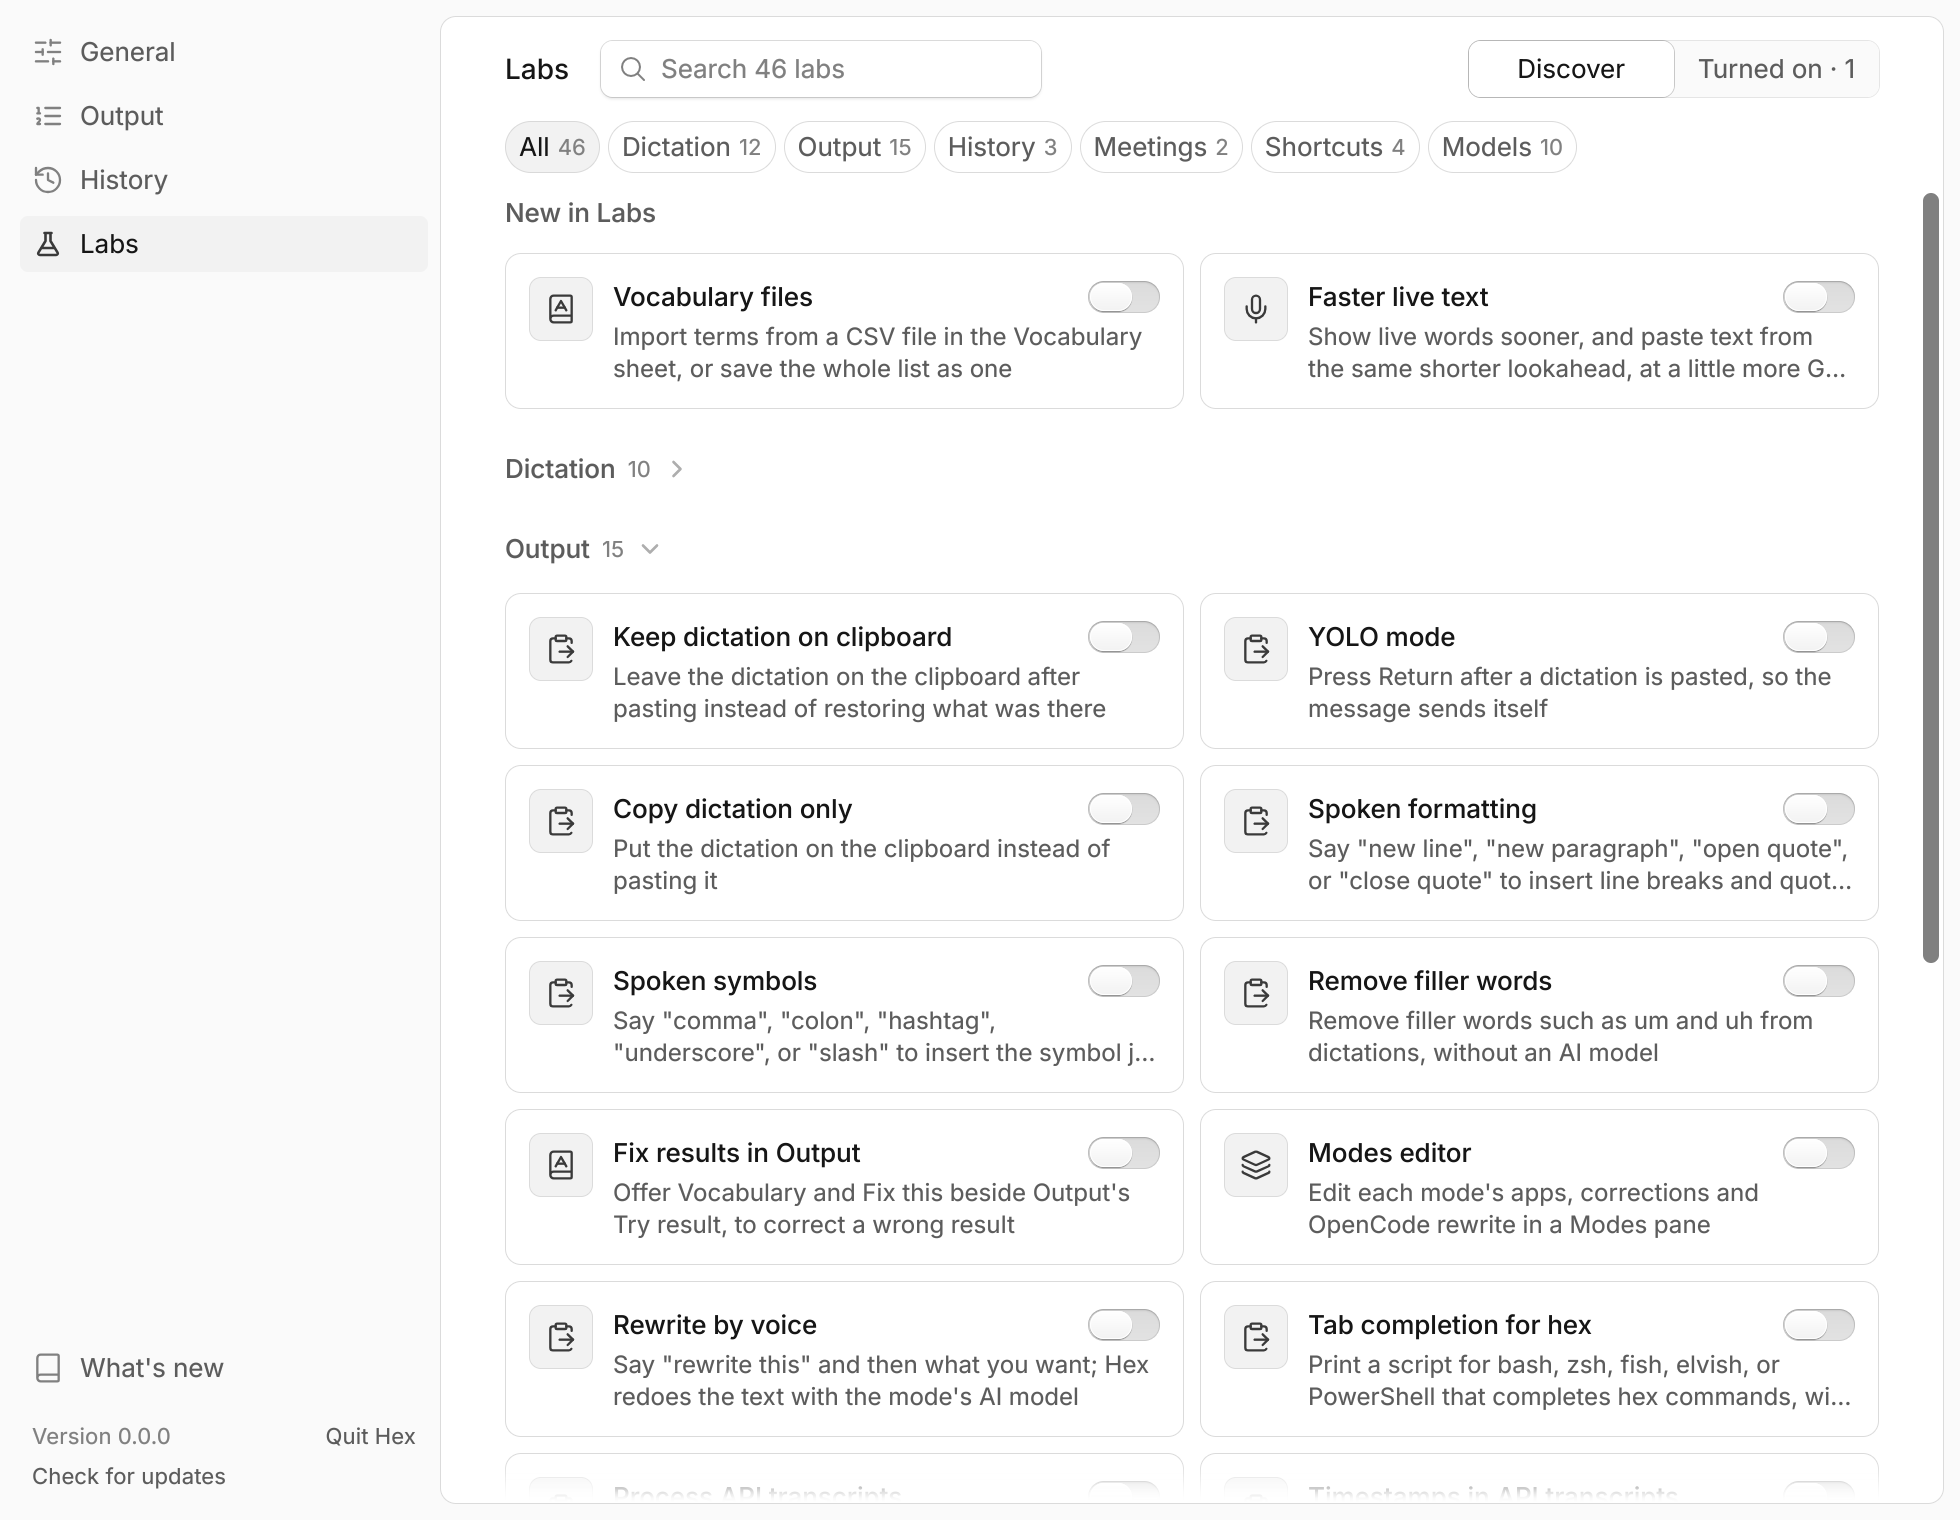 General
Output
History
Labs
What's new
Version 0.0.0
Quit Hex
Check for updates
Labs
Search 46 labs
Discover
Turned on · 1
All 46
Dictation 12
Output 15
History 3
Meetings 2
Shortcuts 4
Models 10
New in Labs
Vocabulary files
Import terms from a CSV file in the Vocabulary
sheet, or save the whole list as one
Faster live text
Show live words sooner, and paste text from
the same shorter lookahead, at a little more G...
Dictation 10
Output 15
Keep dictation on clipboard
Leave the dictation on the clipboard after
pasting instead of restoring what was there
YOLO mode
Press Return after a dictation is pasted, so the
message sends itself
Copy dictation only
Put the dictation on the clipboard instead of
pasting it
Spoken formatting
Say "new line", "new paragraph", "open quote",
or "close quote" to insert line breaks and quot...
Spoken symbols
Say "comma", "colon", "hashtag",
"underscore", or "slash" to insert the symbol j...
Remove filler words
Remove filler words such as um and uh from
dictations, without an AI model
Fix results in Output
Offer Vocabulary and Fix this beside Output's
Try result, to correct a wrong result
Modes editor
Edit each mode's apps, corrections and
OpenCode rewrite in a Modes pane
Rewrite by voice
Say "rewrite this" and then what you want; Hex
redoes the text with the mode's AI model
Tab completion for hex
Print a script for bash, zsh, fish, elvish, or
PowerShell that completes hex commands, wi...
Process API transcripts
Timestamps in API transcripts